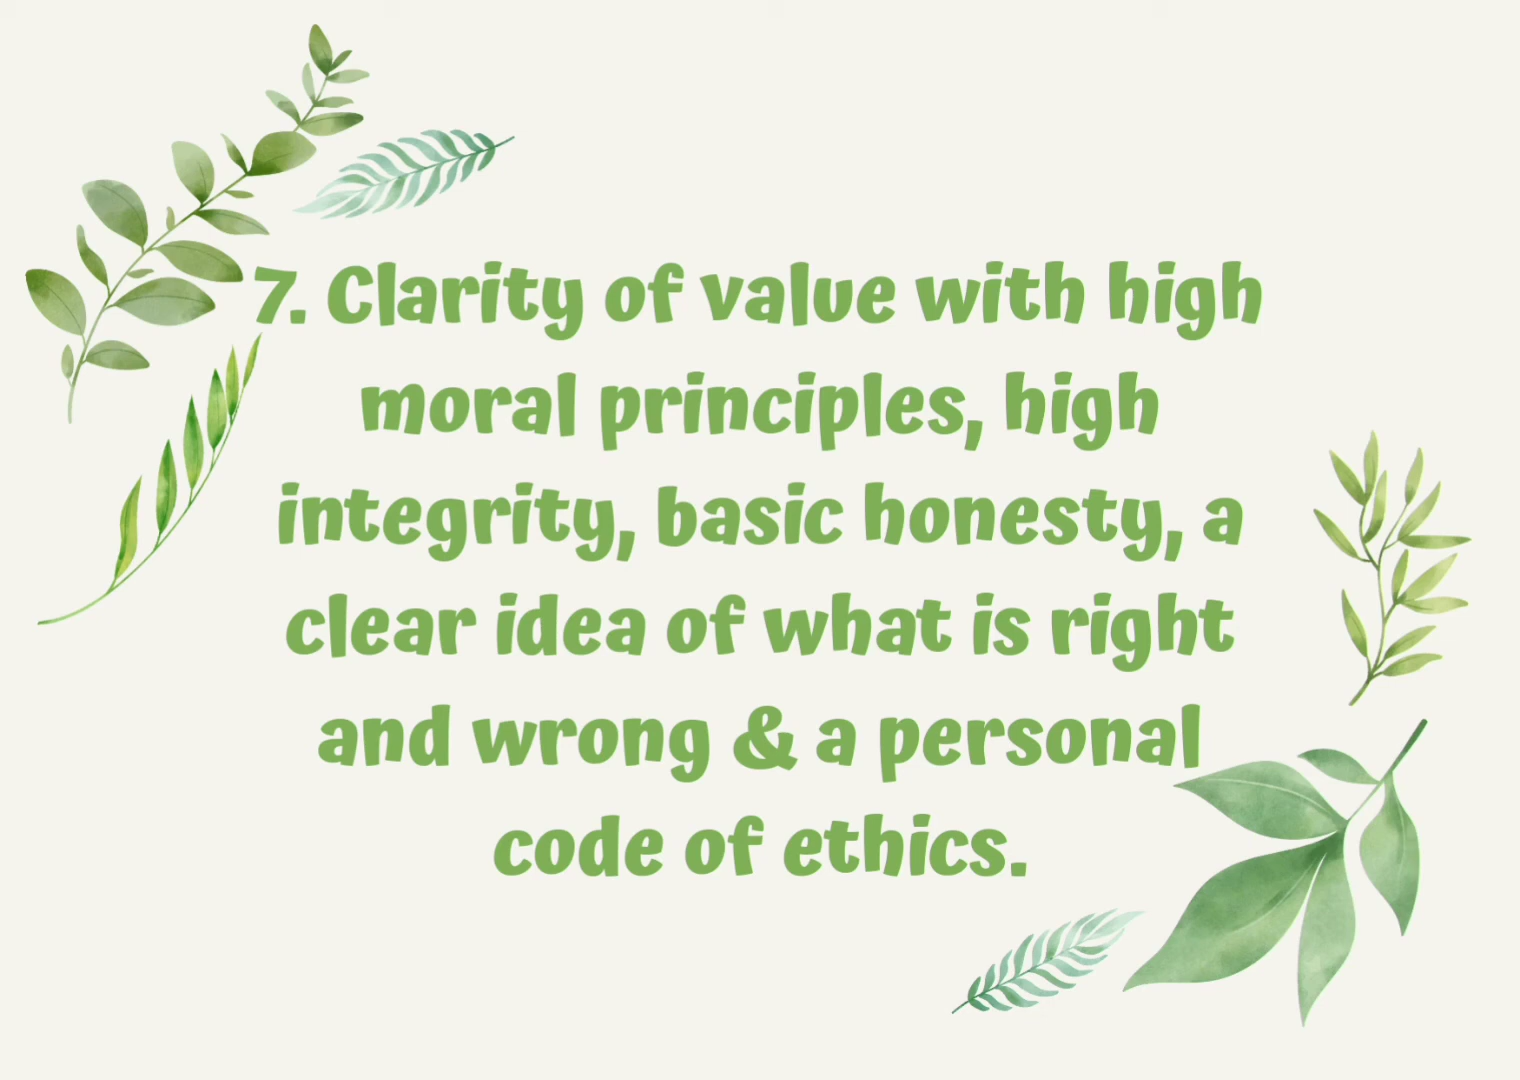 7. Clarity of value with high
moral principles, high
integrity, basic honesty, a
clear idea of what is right
and wrong & a personal
code of ethics.